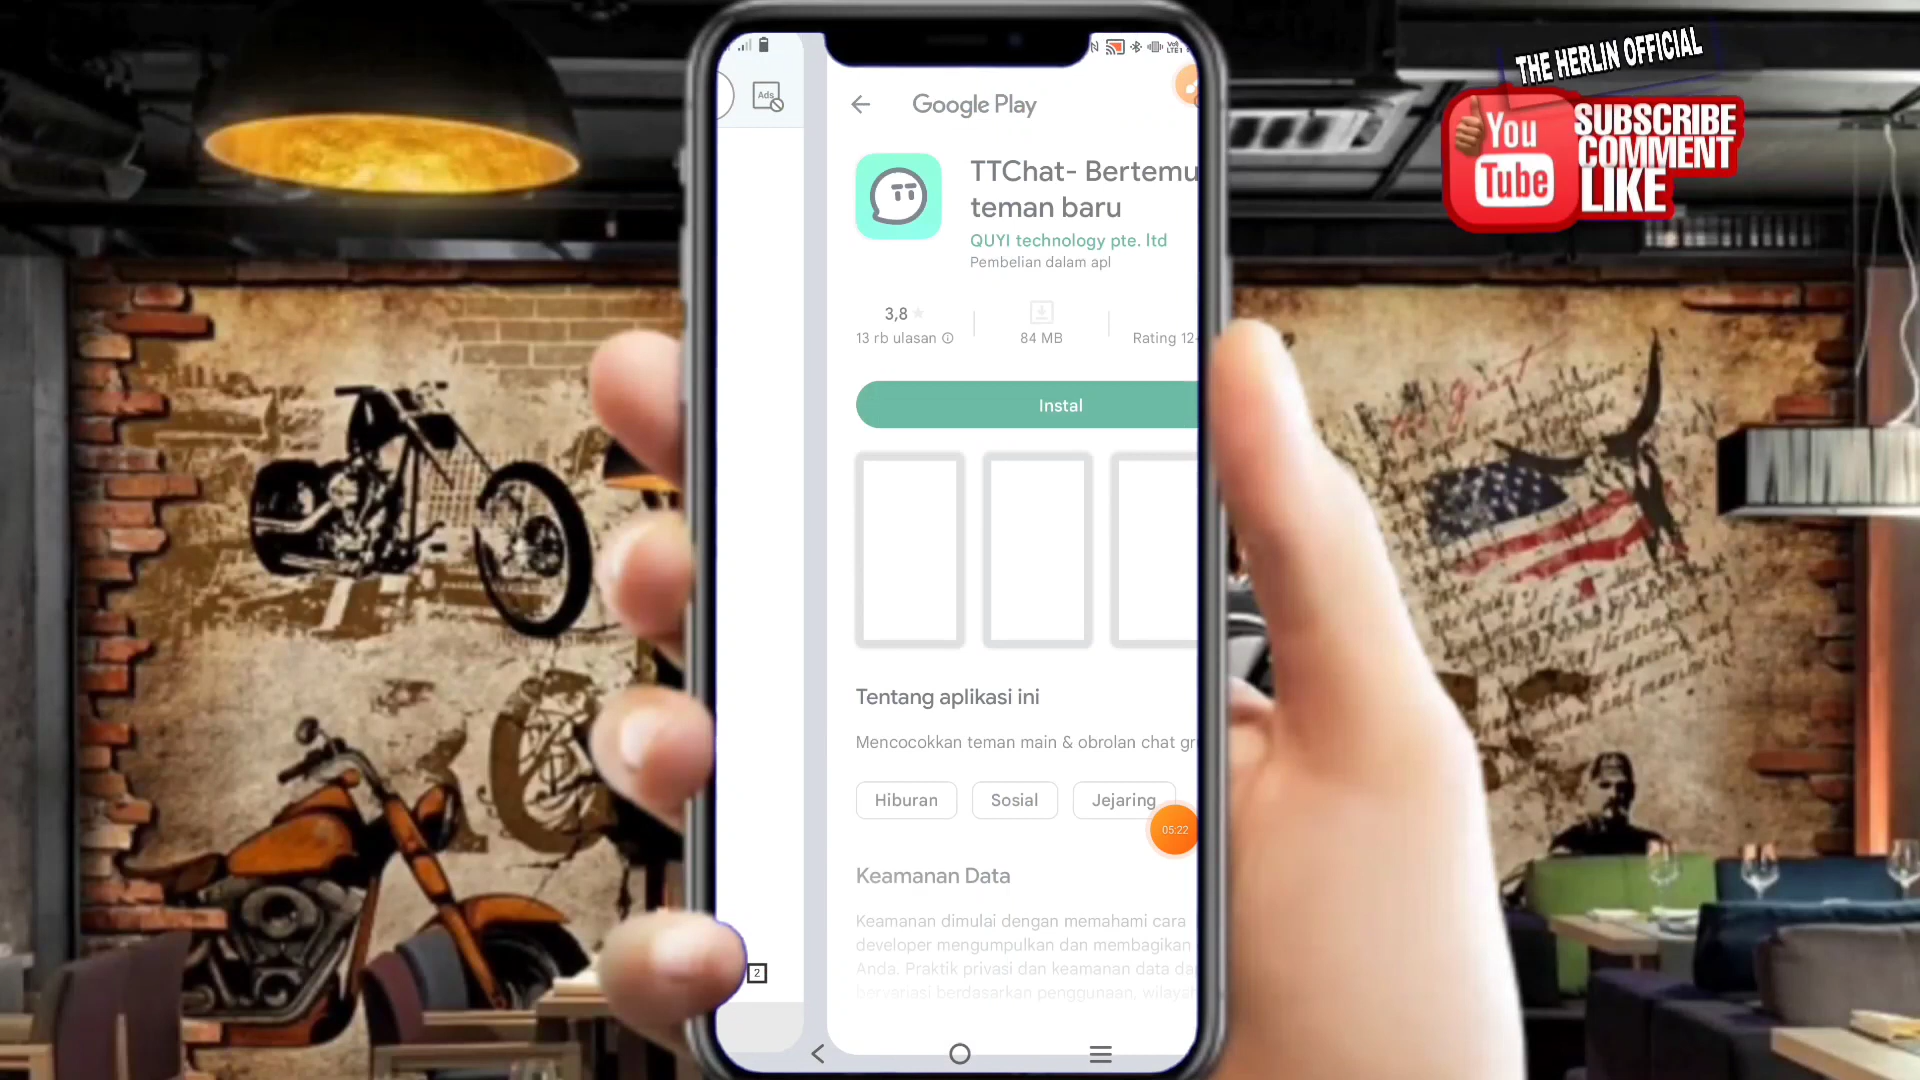 THE HERLIN OFFICIAL
You
Tube
SUBSCRIBE
COMMENT
LIKE
Ads
Google Play
TTChat- Bertemu
teman baru
QUYI technology pte. ltd
Pembelian dalam apl
3,8
13 rb ulasan
84 MB
Rating 12
Instal
Tentang aplikasi ini
Mencocokkan teman main & obrolan chat gr
Hiburan
Sosial
Jejaring
05:22
Keamanan Data
Keamanan dimulai dengan memahami cara
developer mengumpulkan dan membagikan
Anda. Praktik privasi dan keamanan data da
bervariasi berdasarkan penggunaan, wilayah
2